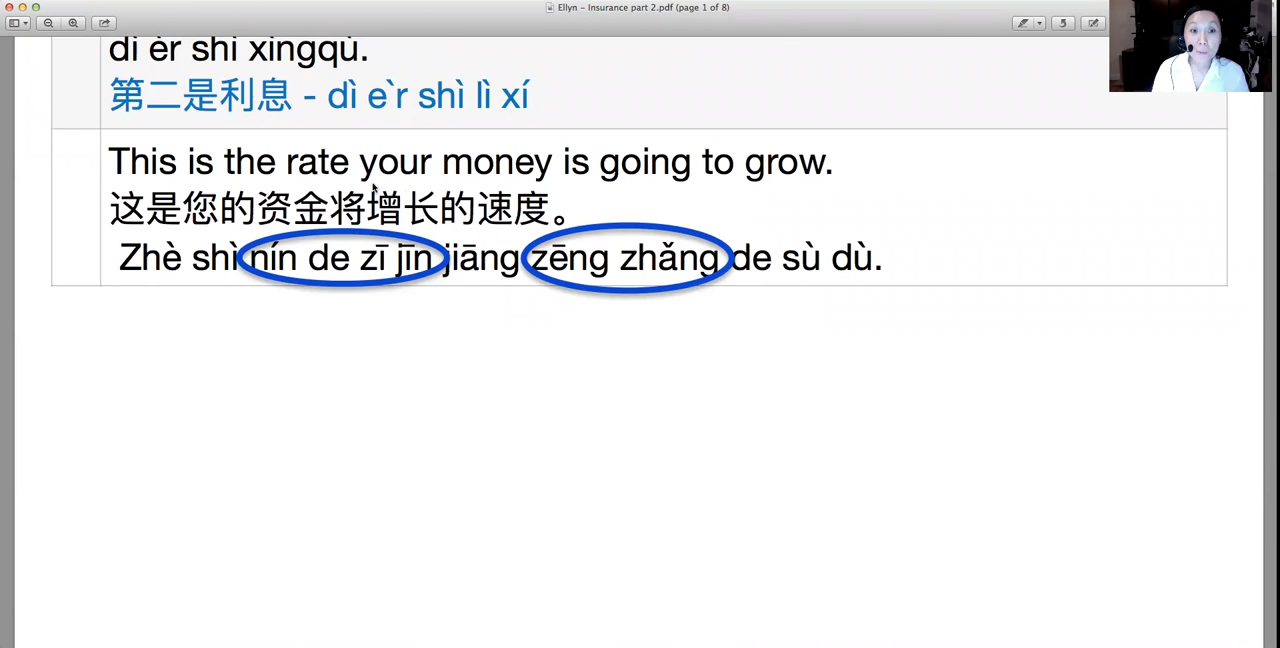 Ellyn - Insurance part 2.pdf (page 1 of 8)
dì èr shì xìngqù.
第二是利息 - dì e`r shì lì xí
This is the rate your money is going to grow.
这是您的资金将增长的速度。
Zhè shì nín de zī jīn jiāng zēng zhǎng de sù dù.